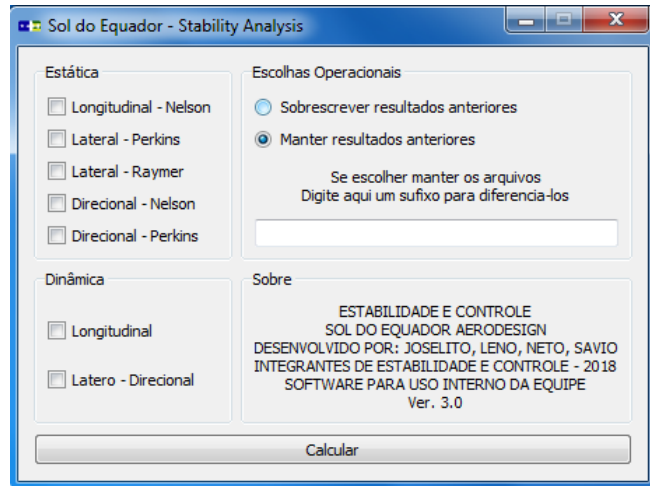 Sol do Equador - Stability Analysis
Estática
Longitudinal - Nelson
Lateral - Perkins
Lateral - Raymer
Direcional - Nelson
Direcional - Perkins
Escolhas Operacionais
Sobrescrever resultados anteriores
Manter resultados anteriores
Se escolher manter os arquivos
Digite aqui um sufixo para diferencia-los
Dinâmica
Longitudinal
Latero - Direcional
Sobre
ESTABILIDADE E CONTROLE
SOL DO EQUADOR AERODESIGN
DESENVOLVIDO POR: JOSELITO, LENO, NETO, SAVIO
INTEGRANTES DE ESTABILIDADE E CONTROLE - 2018
SOFTWARE PARA USO INTERNO DA EQUIPE
Ver. 3.0
Calcular